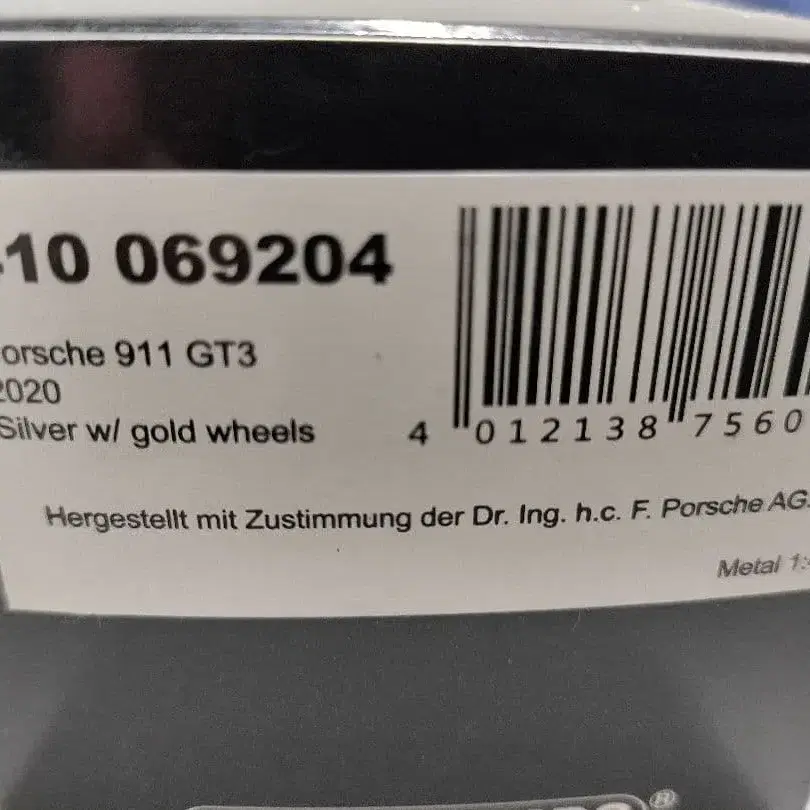 10 069204
orsche 911 GT3
2020
Silver w/ gold wheels
4 012138 7560
Hergestellt mit Zustimmung der Dr. Ing. h.c. F. Porsche AG.
Metal 1: